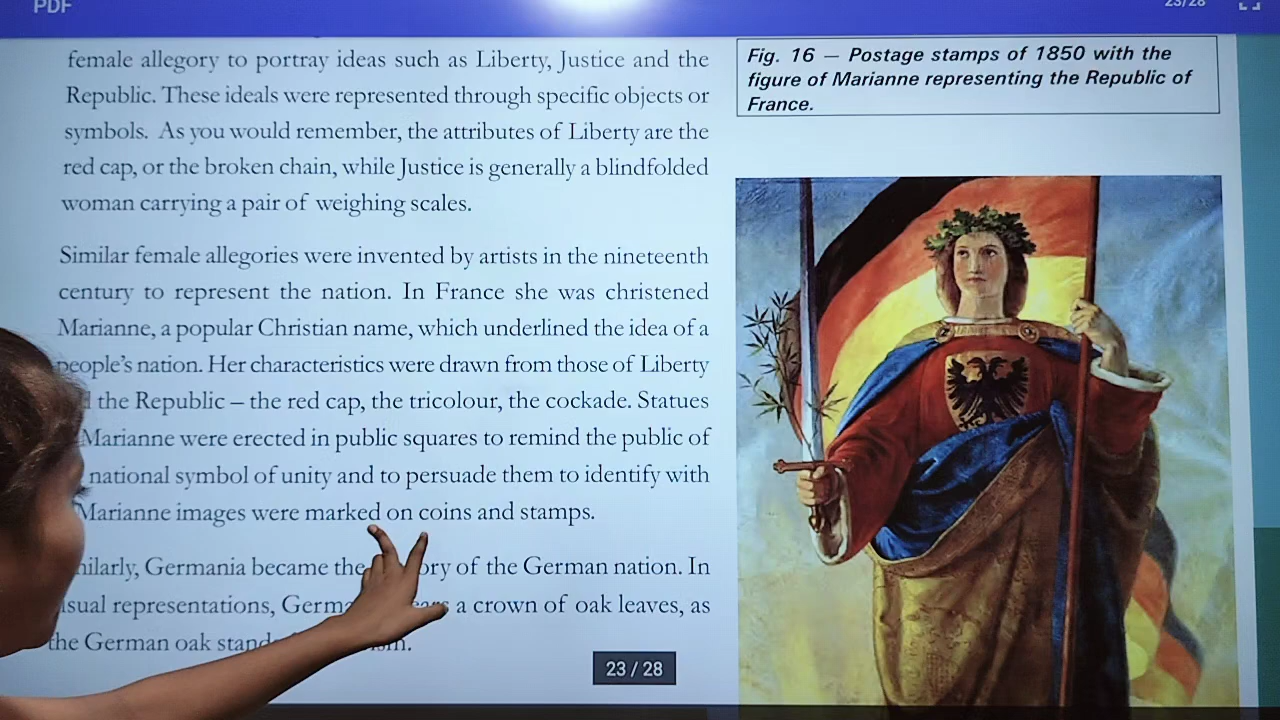 PDF
23/28
female allegory to portray ideas such as Liberty, Justice and the
Republic. These ideals were represented through specific objects or
symbols. As you would remember, the attributes of Liberty are the
red cap, or the broken chain, while Justice is generally a blindfolded
woman carrying a pair of weighing scales.
Similar female allegories were invented by artists in the nineteenth
century to represent the nation. In France she was christened
Marianne, a popular Christian name, which underlined the idea of a
people's nation. Her characteristics were drawn from those of Liberty
the Republic – the red cap, the tricolour, the cockade. Statues
Marianne were erected in public squares to remind the public of
national symbol of unity and to persuade them to identify with
Marianne images were marked on coins and stamps.
Germania became the of the German nation. In
representations, a crown of oak leaves, as
the German oak
23 / 28
Fig. 16 — Postage stamps of 1850 with the
figure of Marianne representing the Republic of
France.